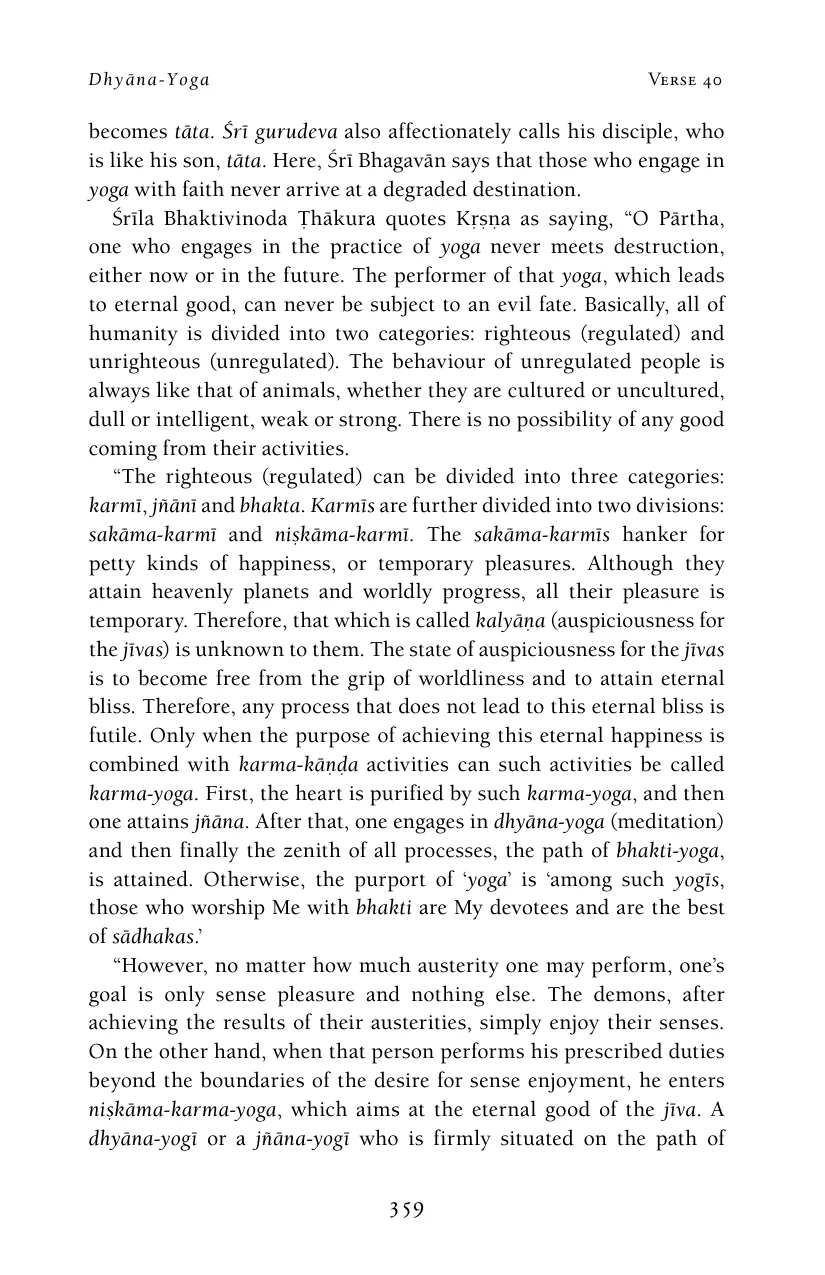 Dhyāna-Yoga Verse 40
becomes tāta. Śrī gurudeva also affectionately calls his disciple, who
is like his son, tāta. Here, Śrī Bhagavān says that those who engage in
yoga with faith never arrive at a degraded destination.
Śrīla Bhaktivinoda Ṭhākura quotes Kṛṣṇa as saying, “O Pārtha,
one who engages in the practice of yoga never meets destruction,
either now or in the future. The performer of that yoga, which leads
to eternal good, can never be subject to an evil fate. Basically, all of
humanity is divided into two categories: righteous (regulated) and
unrighteous (unregulated). The behaviour of unregulated people is
always like that of animals, whether they are cultured or uncultured,
dull or intelligent, weak or strong. There is no possibility of any good
coming from their activities.
“The righteous (regulated) can be divided into three categories:
karmī, jñānī and bhakta. Karmīs are further divided into two divisions:
sakāma-karmī and niṣkāma-karmī. The sakāma-karmīs hanker for
petty kinds of happiness, or temporary pleasures. Although they
attain heavenly planets and worldly progress, all their pleasure is
temporary. Therefore, that which is called kalyāṇa (auspiciousness for
the jīvas) is unknown to them. The state of auspiciousness for the jīvas
is to become free from the grip of worldliness and to attain eternal
bliss. Therefore, any process that does not lead to this eternal bliss is
futile. Only when the purpose of achieving this eternal happiness is
combined with karma-kāṇḍa activities can such activities be called
karma-yoga. First, the heart is purified by such karma-yoga, and then
one attains jñāna. After that, one engages in dhyāna-yoga (meditation)
and then finally the zenith of all processes, the path of bhakti-yoga,
is attained. Otherwise, the purport of ‘yoga’ is ‘among such yogīs,
those who worship Me with bhakti are My devotees and are the best
of sādhakas.’
“However, no matter how much austerity one may perform, one’s
goal is only sense pleasure and nothing else. The demons, after
achieving the results of their austerities, simply enjoy their senses.
On the other hand, when that person performs his prescribed duties
beyond the boundaries of the desire for sense enjoyment, he enters
niṣkāma-karma-yoga, which aims at the eternal good of the jīva. A
dhyāna-yogī or a jñāna-yogī who is firmly situated on the path of
359